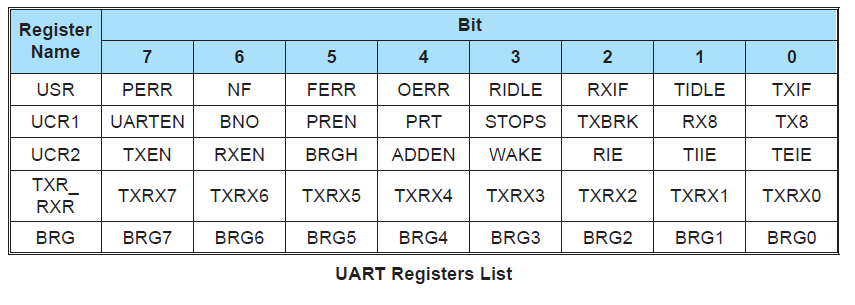 Register Name Bit
7 6 5 4 3 2 1 0
USR PERR NF FERR OERR RIDLE RXIF TIDLE TXIF
UCR1 UARTEN BNO PREN PRT STOPS TXBRK RX8 TX8
UCR2 TXEN RXEN BRGH ADDEN WAKE RIE TIIE TEIE
TXR_
RXR TXRX7 TXRX6 TXRX5 TXRX4 TXRX3 TXRX2 TXRX1 TXRX0
BRG BRG7 BRG6 BRG5 BRG4 BRG3 BRG2 BRG1 BRG0
UART Registers List